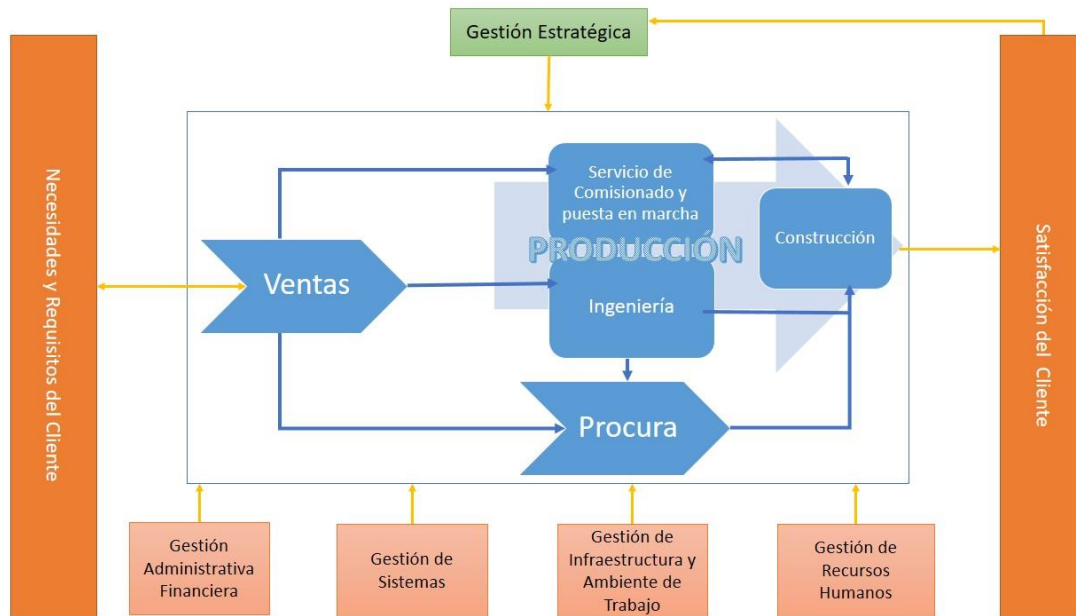 Gestión Estratégica
Necesidades y Requisitos del Cliente
Ventas
Servicio de
Comisionado y
puesta en marcha
PRODUCCIÓN
Ingeniería
Construcción
Procura
Satisfacción del Cliente
Gestión
Administrativa
Financiera
Gestión de
Sistemas
Gestión de
Infraestructura y
Ambiente de
Trabajo
Gestión de
Recursos
Humanos